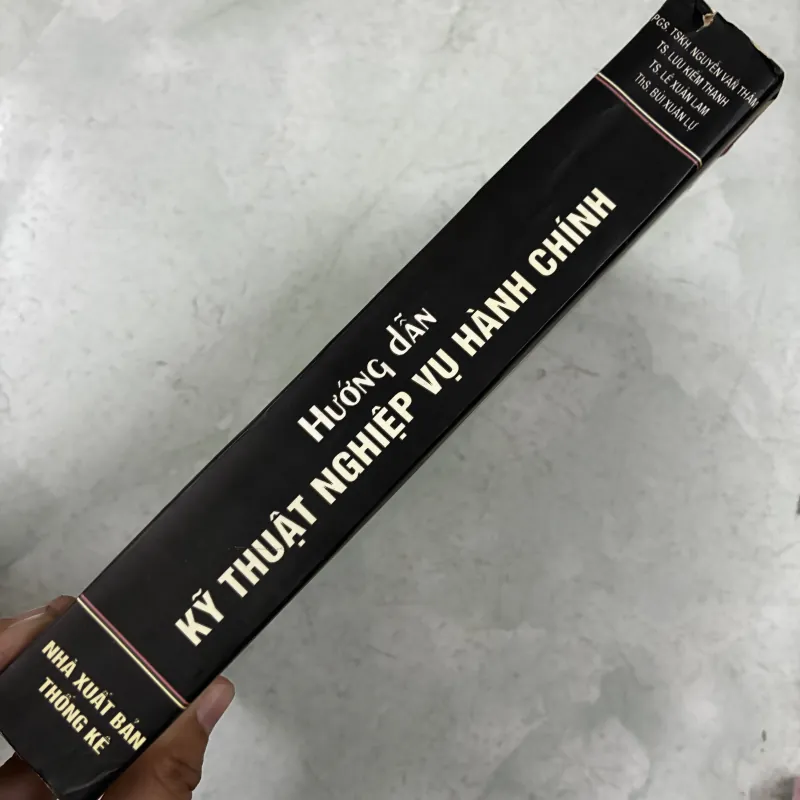 PGS. TSKH. NGUYỄN VĂN THÂM
TS. LƯU KIẾM THANH
TS. LÊ XUÂN LAM
ThS. BÙI XUÂN LỰ
HƯỚNG DẪN
KỸ THUẬT NGHIỆP VỤ HÀNH CHÍNH
NHÀ XUẤT BẢN
THỐNG KÊ